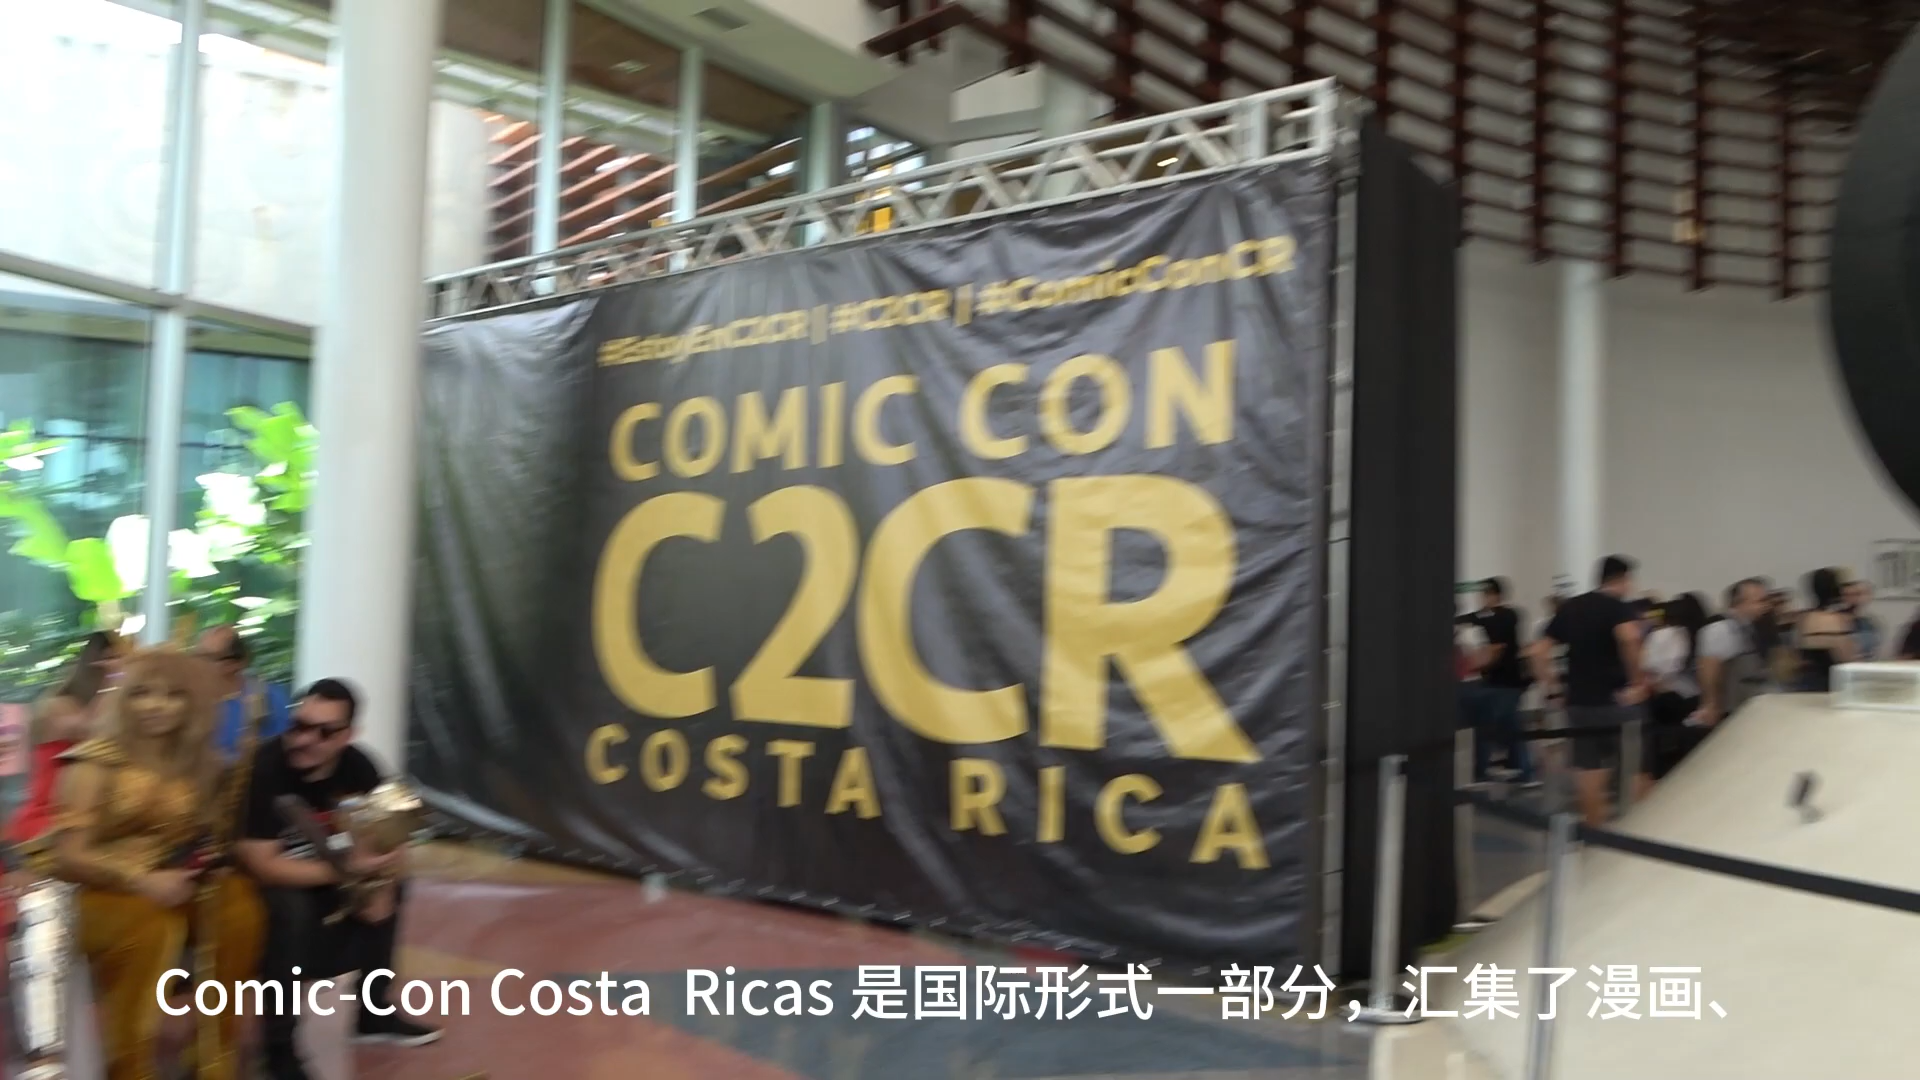 #EstoyEnC2CR | #C2CR | #ComicConCR
COMIC CON
C2CR
COSTA RICA
Comic-Con Costa Ricas 是国际形式一部分，汇集了漫画、